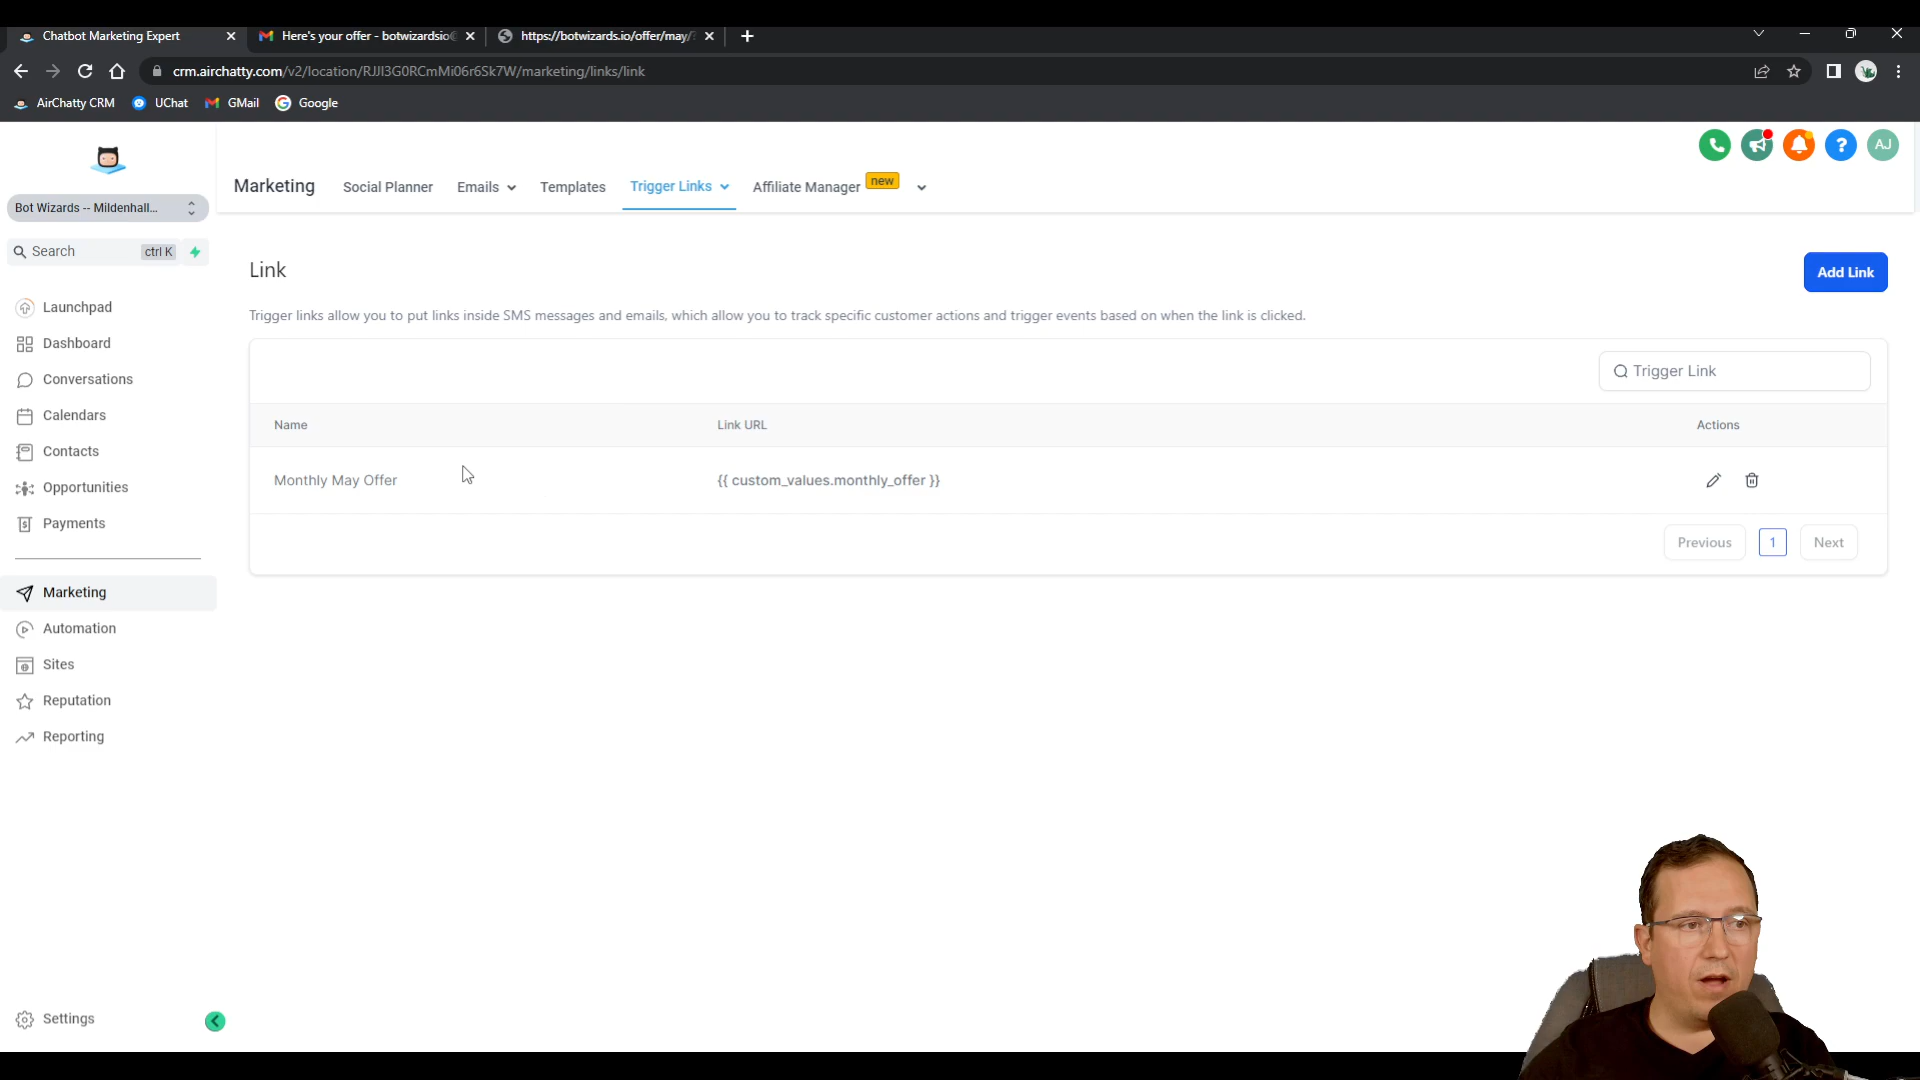 Chatbot Marketing Expert
Here's your offer - botwizardsio
https://botwizards.io/offer/may/?
crm.airchatty.com/v2/location/RJJl3G0RCmMi06r6Sk7W/marketing/links/link
AirChatty CRM
UChat
GMail
Google
AJ
Marketing
Social Planner
Emails
Templates
Trigger Links
Affiliate Manager
new
Bot Wizards -- Mildenhall...
Search
ctrl K
Launchpad
Dashboard
Conversations
Calendars
Contacts
Opportunities
Payments
Marketing
Automation
Sites
Reputation
Reporting
Settings
Link
Add Link
Trigger links allow you to put links inside SMS messages and emails, which allow you to track specific customer actions and trigger events based on when the link is clicked.
Trigger Link
Name
Link URL
Actions
Monthly May Offer
{{ custom_values.monthly_offer }}
Previous
1
Next